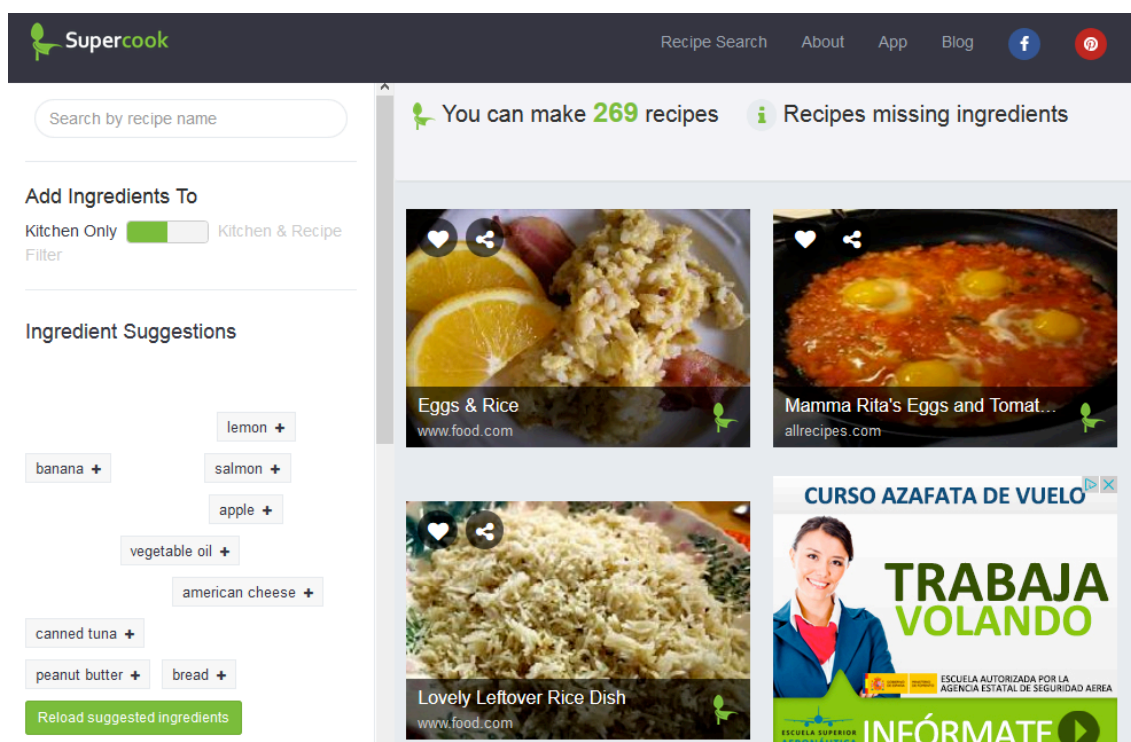 Supercook
Recipe Search About App Blog
Search by recipe name
Add Ingredients To
Kitchen Only Kitchen & Recipe
Filter
Ingredient Suggestions
lemon +
banana + salmon +
apple +
vegetable oil +
american cheese +
canned tuna +
peanut butter + bread +
Reload suggested ingredients
You can make 269 recipes i Recipes missing ingredients
Eggs & Rice
www.food.com
Mamma Rita's Eggs and Tomat...
allrecipes.com
Lovely Leftover Rice Dish
www.food.com
CURSO AZAFATA DE VUELO
TRABAJA
VOLANDO
ESCUELA AUTORIZADA POR LA
AGENCIA ESTATAL DE SEGURIDAD AEREA
ESCUELA SUPERIOR
AERONÁUTICA
INFÓRMATE